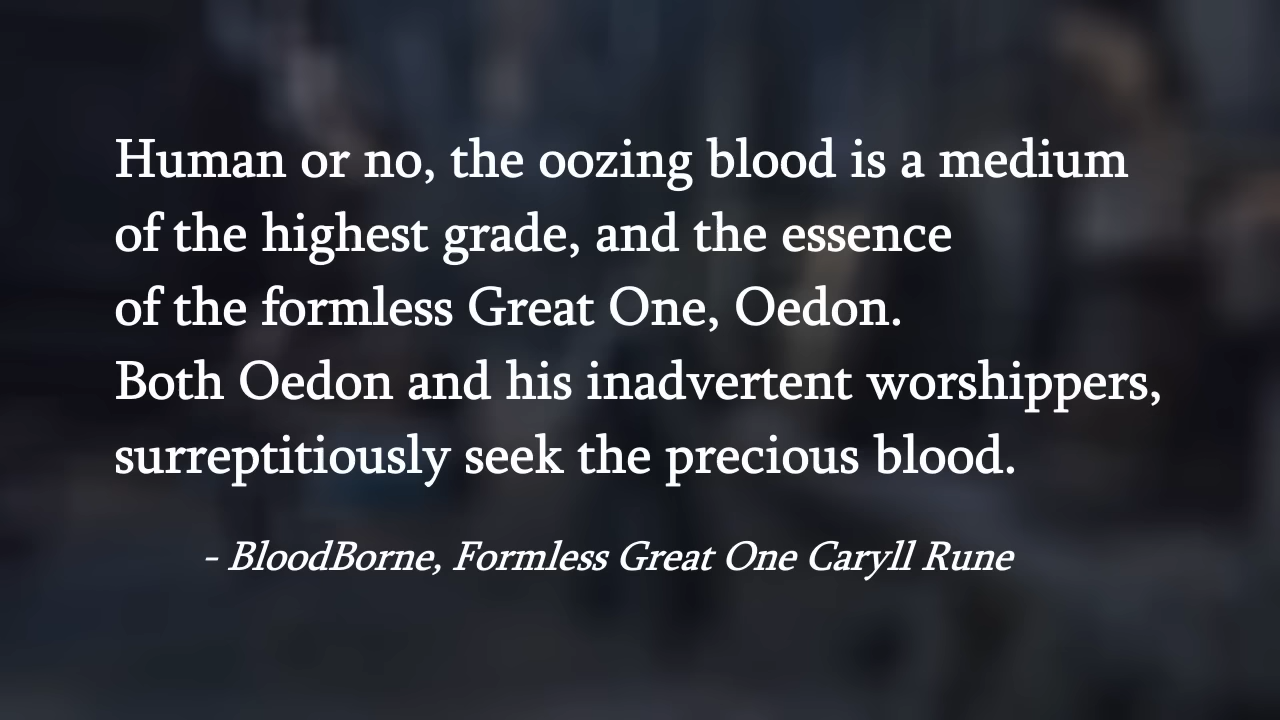 Human or no, the oozing blood is a medium
of the highest grade, and the essence
of the formless Great One, Oedon.
Both Oedon and his inadvertent worshippers,
surreptitiously seek the precious blood.
- BloodBorne, Formless Great One Caryll Rune